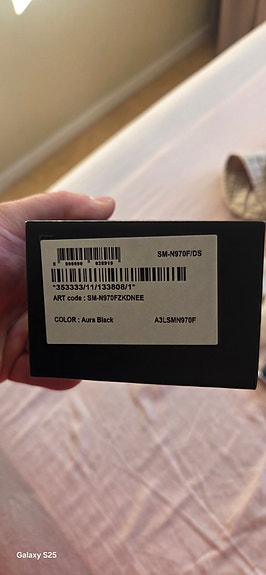 SM-N970F/DS
*353333/11/133808/1*
ART code : SM-N970FZKDNEE
COLOR : Aura Black
A3LSMN970F
Galaxy S25